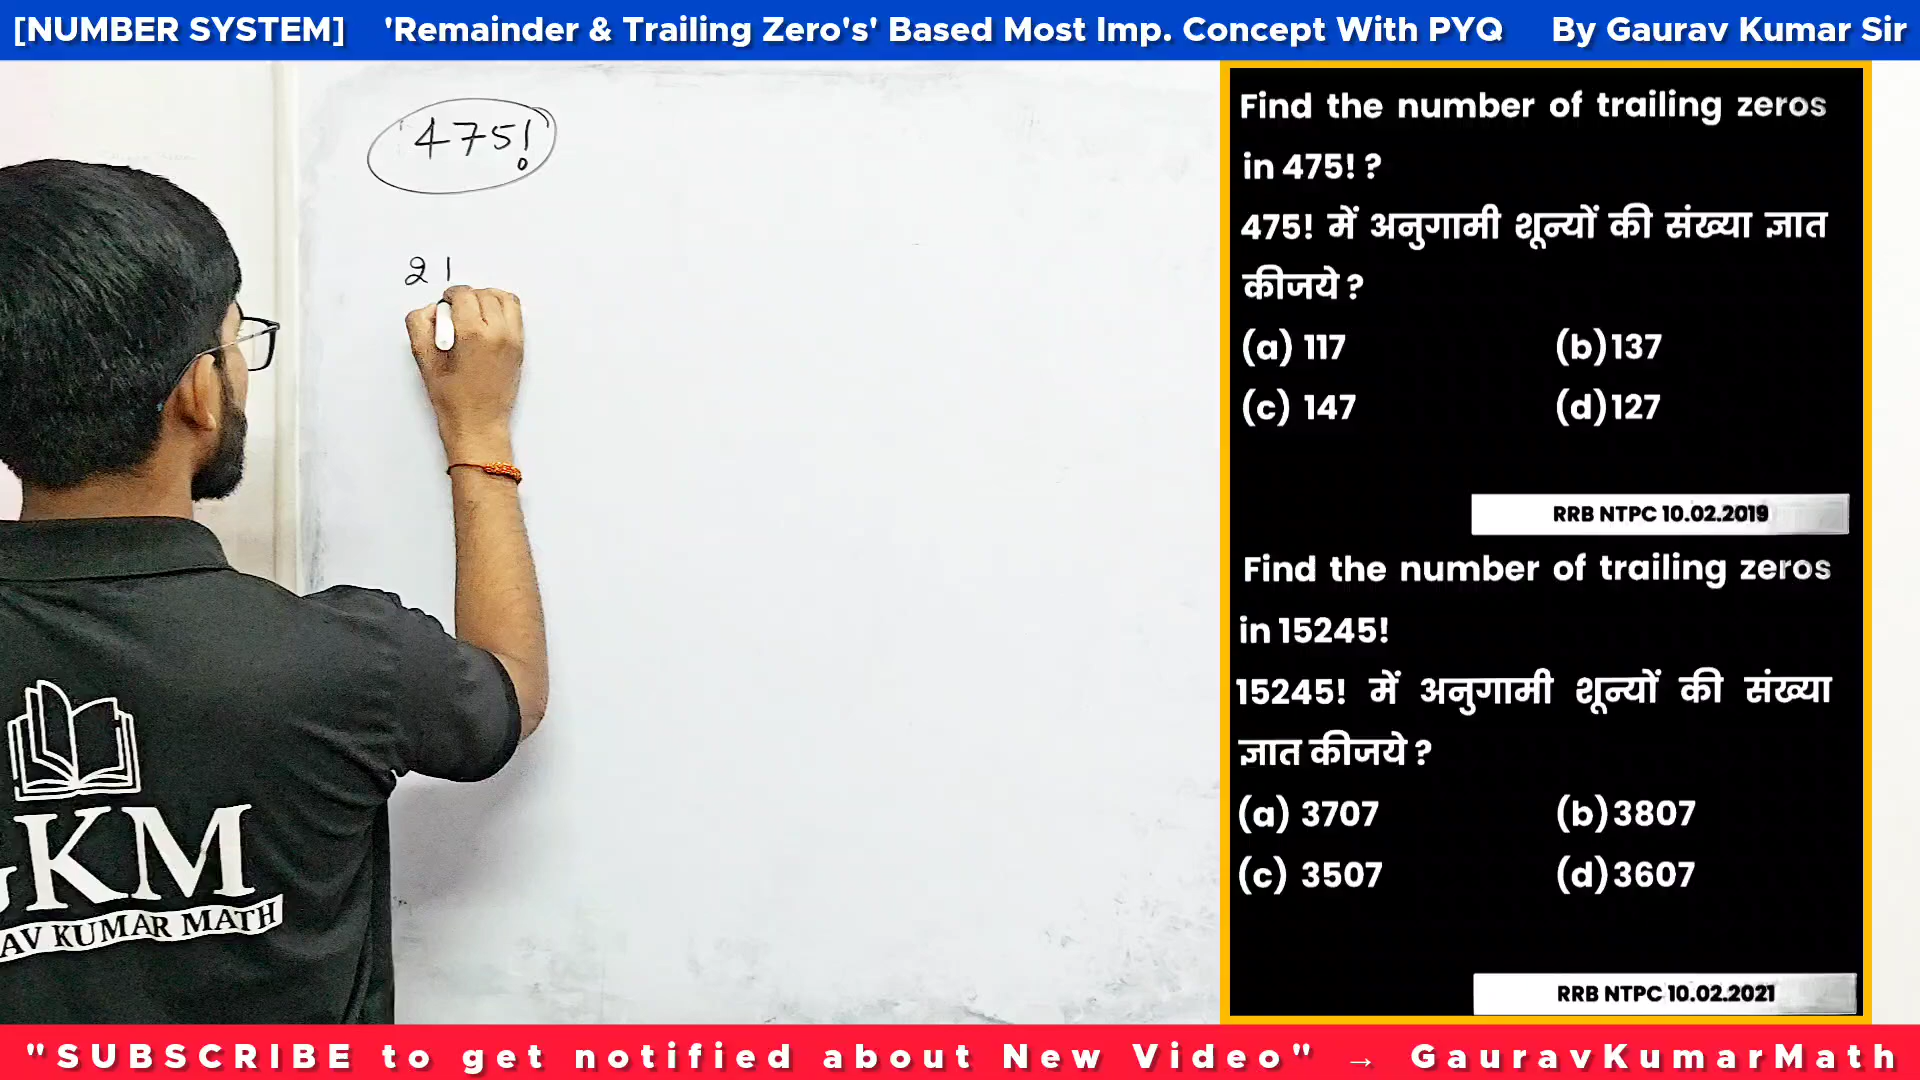 [NUMBER SYSTEM] 'Remainder & Trailing Zero's' Based Most Imp. Concept With PYQ By Gaurav Kumar Sir
475!
21
Find the number of trailing zeros
in 475! ?
475! में अनुगामी शून्यों की संख्या ज्ञात
कीजये ?
(a) 117 (b) 137
(c) 147 (d) 127
RRB NTPC 10.02.2019
Find the number of trailing zeros
in 15245!
15245! में अनुगामी शून्यों की संख्या
ज्ञात कीजये ?
(a) 3707 (b) 3807
(c) 3507 (d) 3607
RRB NTPC 10.02.2021
KM
AV KUMAR MATH
"SUBSCRIBE to get notified about New Video" → GauravKumarMath